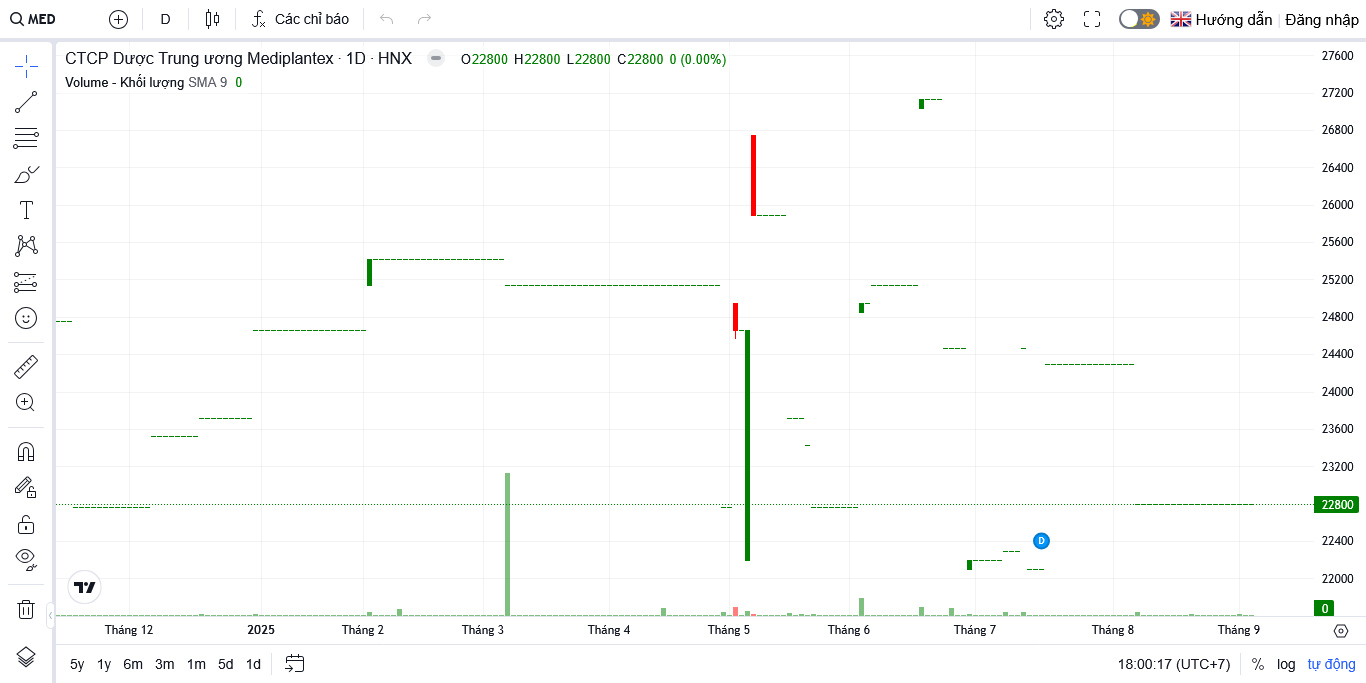 MED D Các chỉ báo Hướng dẫn Đăng nhập
CTCP Dược Trung ương Mediplantex · 1D · HNX O22800 H22800 L22800 C22800 0 (0.00%)
Volume - Khối lượng SMA 9 0
27600
27200
26800
26400
26000
25600
25200
24800
24400
24000
23600
23200
22800
22400
22000
0
D
Tháng 12 2025 Tháng 2 Tháng 3 Tháng 4 Tháng 5 Tháng 6 Tháng 7 Tháng 8 Tháng 9
5y 1y 6m 3m 1m 5d 1d 18:00:17 (UTC+7) % log tự động